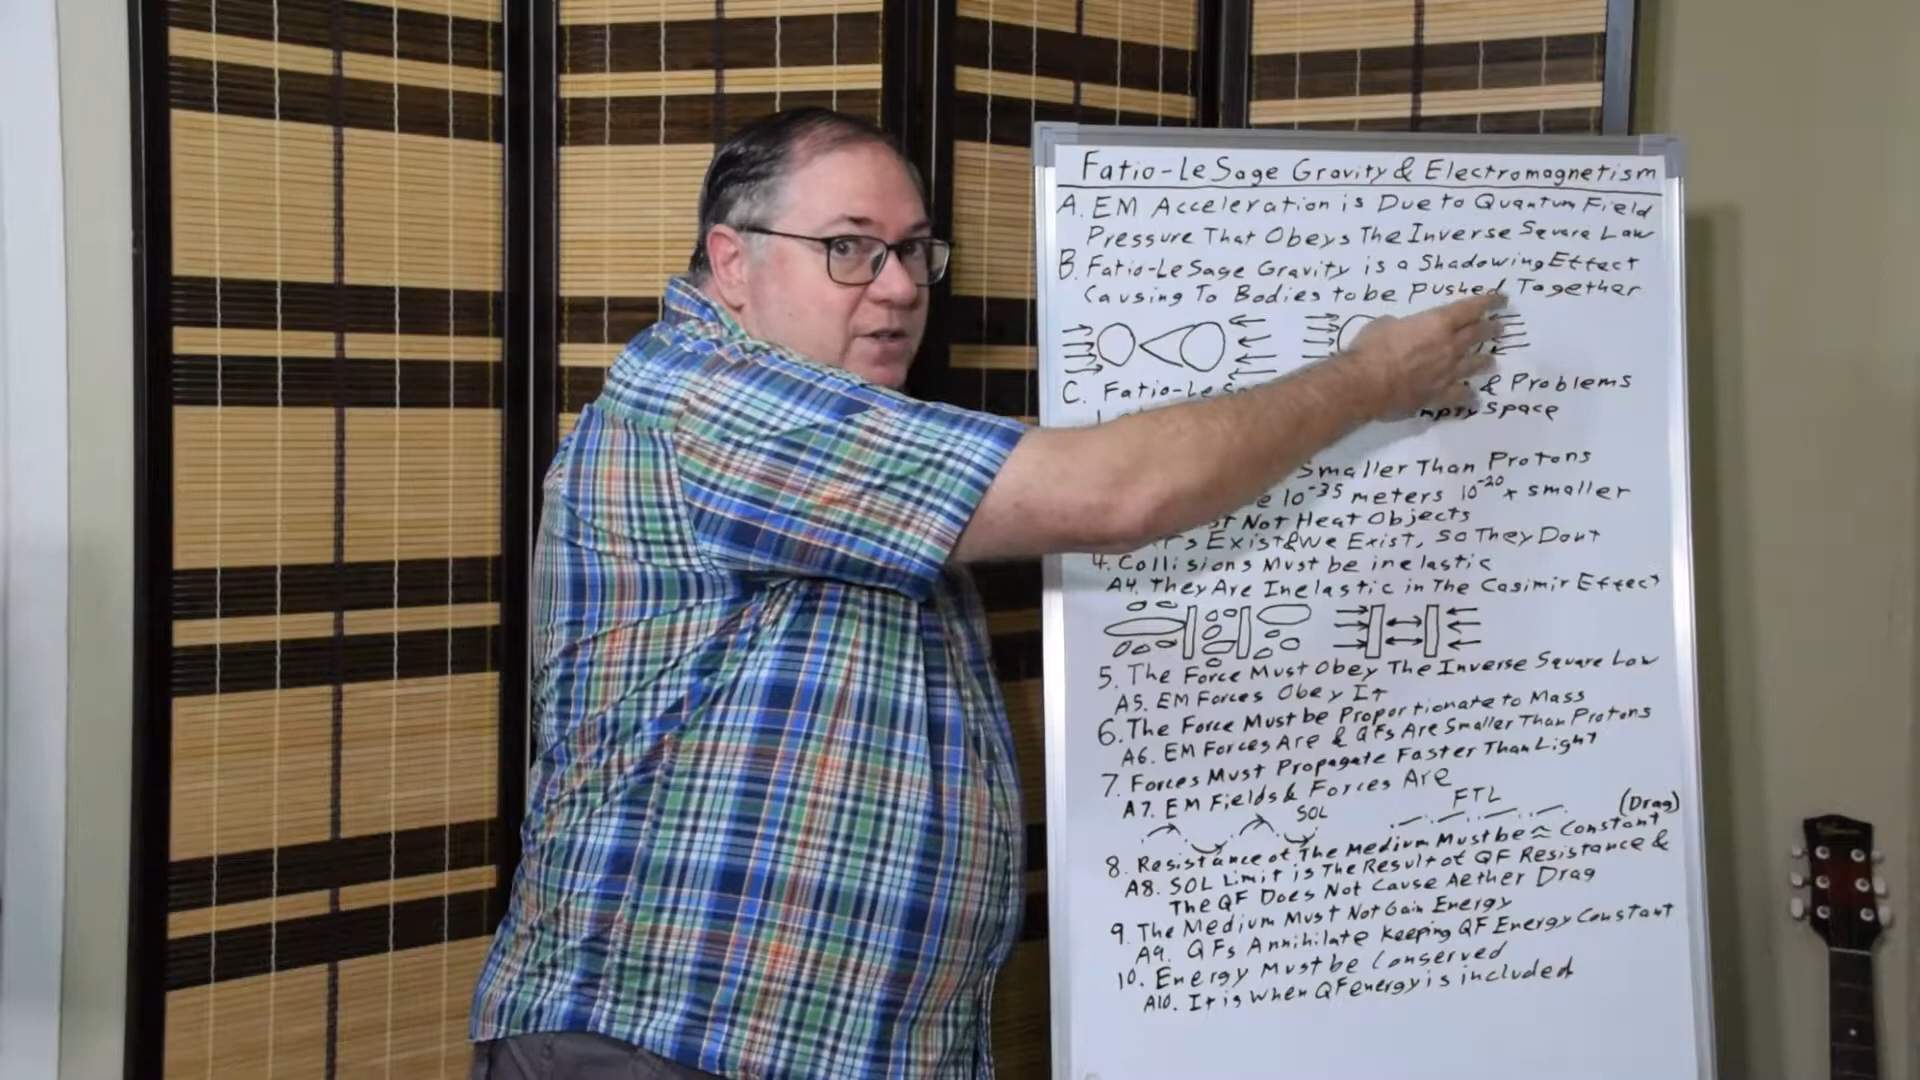 Fatio-LeSage Gravity & Electromagnetism
A. EM Acceleration is Due to Quantum Field
Pressure That Obeys The Inverse Square Law
B. Fatio-LeSage Gravity is a Shadowing Effect
Causing To Bodies to be Pushed Together
C. Fatio-LeSa & Problems
Empty Space
Smaller Than Protons
10^-35 meters 10^-20 x smaller
Not Heat Objects
Exist & We Exist, So They Dont
4. Collisions Must be inelastic
A4. They Are Inelastic in The Casimir Effect
5. The Force Must Obey The Inverse Square Law
A5. EM Forces Obey It
6. The Force Must be Proportionate to Mass
A6. EM Forces Are & QFs Are Smaller Than Protons
7. Forces Must Propagate Faster Than Light
A7. EM Fields & Forces Are
SOL FTL
(Drag)
8. Resistance of The Medium Must be ≈ Constant
A8. SOL Limit is The Result of QF Resistance &
The QF Does Not Cause Aether Drag
9. The Medium Must Not Gain Energy
A9. QFs Annihilate Keeping QF Energy Constant
10. Energy Must be Conserved
A10. It is When QF energy is included